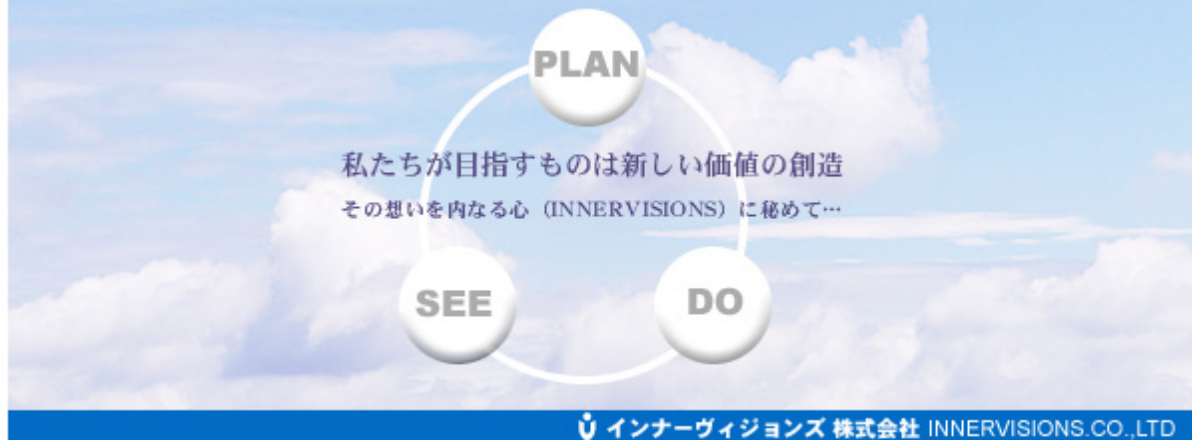 PLAN
私たちが目指すものは新しい価値の創造
その想いを内なる心（INNERVISIONS）に秘めて…
SEE
DO
インナーヴィジョンズ 株式会社 INNERVISIONS.CO.,LTD